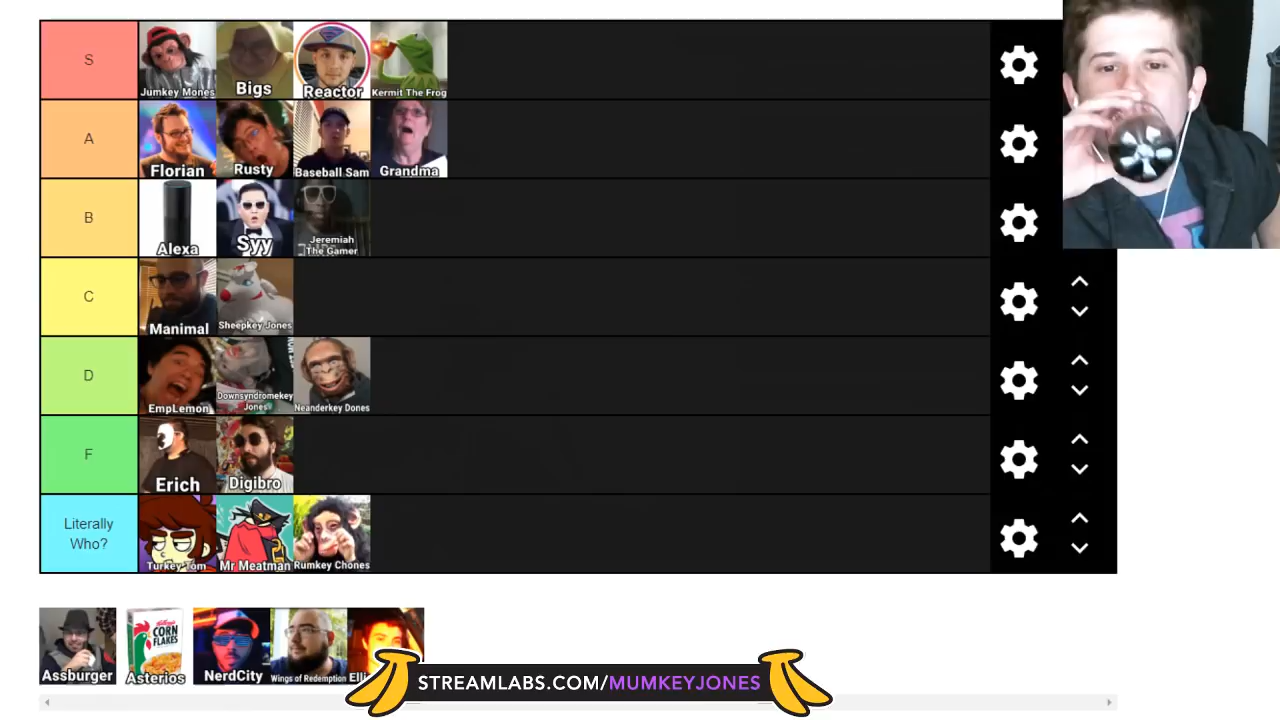 S
Jumkey Mones
Bigs
Reactor
Kermit The Frog
A
Florian
Rusty
Baseball Sam
Grandma
B
Alexa
Syy
Jeremiah
The Gamer
C
Manimal
Sheepkey Jones
D
EmpLemon
Downsyndromekey
Jones
Neanderkey Dones
F
Erich
Digibro
Literally
Who?
Turkey Tom
Mr Meatman
Rumkey Chones
Assburger
Kellogg's
CORN
FLAKES
Asterios
NerdCity
Wings of Redemption
STREAMLABS.COM/MUMKEYJONES